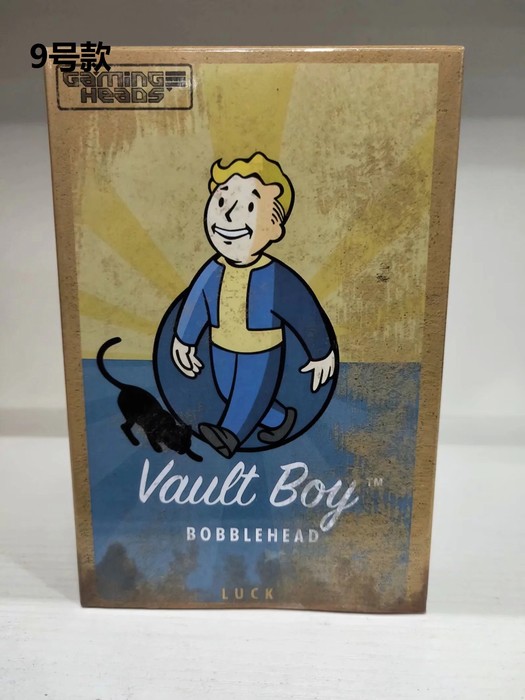 9号款
GAMING
HEADS
Vault Boy™
BOBBLEHEAD
LUCK